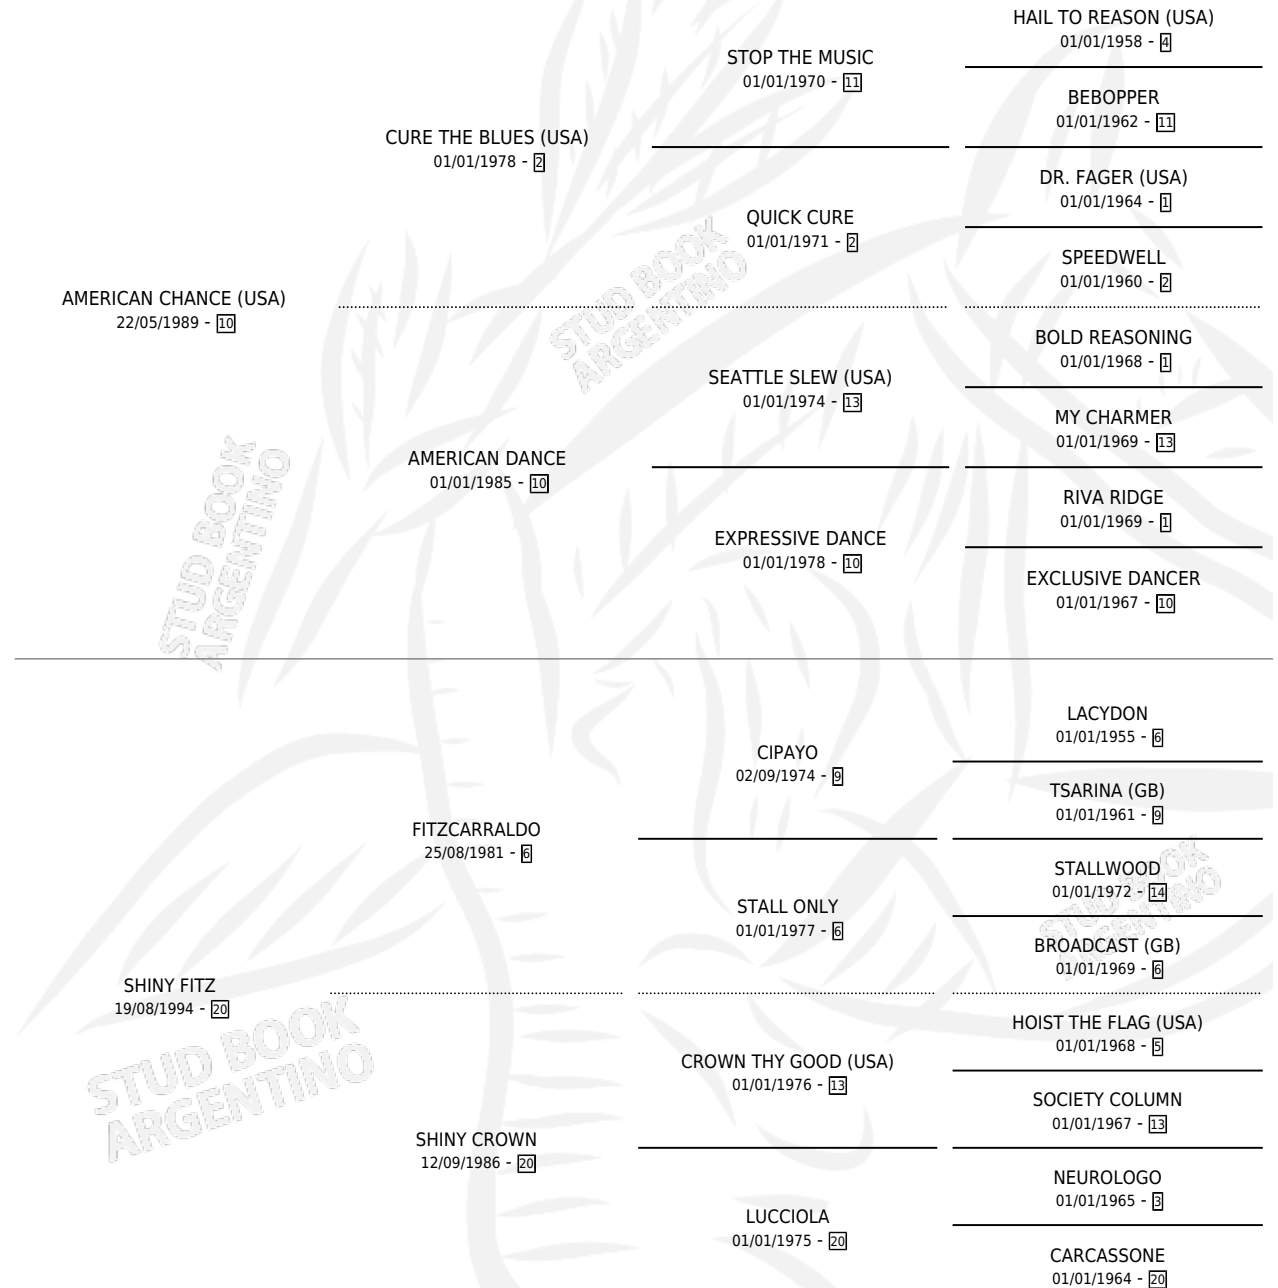 HAIL TO REASON (USA)
01/01/1958 - 4
STOP THE MUSIC
01/01/1970 - 11
BEBOPPER
01/01/1962 - 11
CURE THE BLUES (USA)
01/01/1978 - 2
DR. FAGER (USA)
01/01/1964 - 1
QUICK CURE
01/01/1971 - 2
SPEEDWELL
01/01/1960 - 2
AMERICAN CHANCE (USA)
22/05/1989 - 10
BOLD REASONING
01/01/1968 - 1
SEATTLE SLEW (USA)
01/01/1974 - 13
MY CHARMER
01/01/1969 - 13
AMERICAN DANCE
01/01/1985 - 10
RIVA RIDGE
01/01/1969 - 1
EXPRESSIVE DANCE
01/01/1978 - 10
EXCLUSIVE DANCER
01/01/1967 - 10
LACYDON
01/01/1955 - 6
CIPAYO
02/09/1974 - 9
TSARINA (GB)
01/01/1961 - 9
FITZCARRALDO
25/08/1981 - 6
STALLWOOD
01/01/1972 - 14
STALL ONLY
01/01/1977 - 6
BROADCAST (GB)
01/01/1969 - 6
SHINY FITZ
19/08/1994 - 20
HOIST THE FLAG (USA)
01/01/1968 - 5
CROWN THY GOOD (USA)
01/01/1976 - 13
SOCIETY COLUMN
01/01/1967 - 13
SHINY CROWN
12/09/1986 - 20
NEUROLOGO
01/01/1965 - 3
LUCCIOLA
01/01/1975 - 20
CARCASSONE
01/01/1964 - 20
STUD BOOK
ARGENTINO
STUD BOOK
ARGENTINO
STUD BOOK
ARGENTINO
STUD BOOK
ARGENTINO